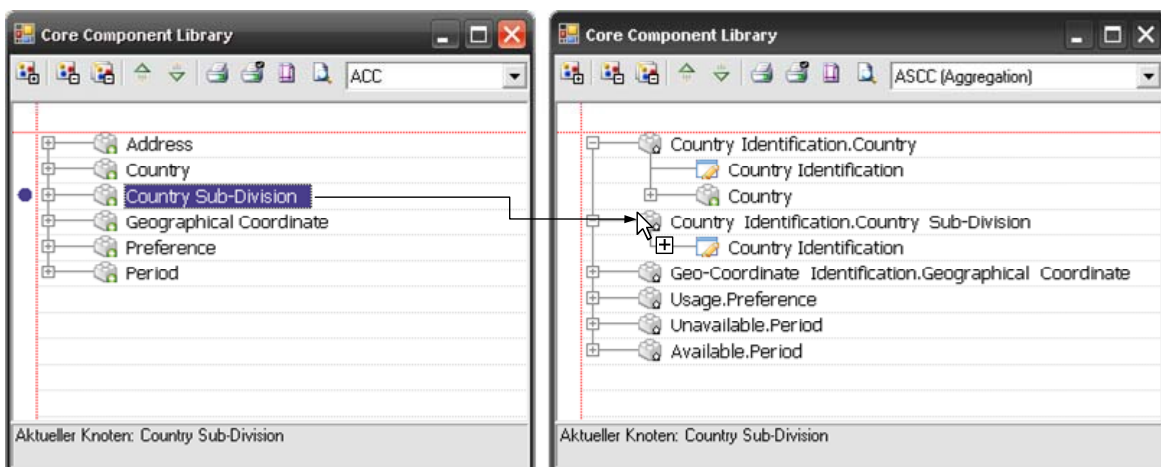 Core Component Library
ACC
Address
Country
Country Sub-Division
Geographical Coordinate
Preference
Period
Aktueller Knoten: Country Sub-Division
Core Component Library
ASCC (Aggregation)
Country Identification.Country
Country Identification
Country
Country Identification.Country Sub-Division
Country Identification
Geo-Coordinate Identification.Geographical Coordinate
Usage.Preference
Unavailable.Period
Available.Period
Aktueller Knoten: Country Sub-Division